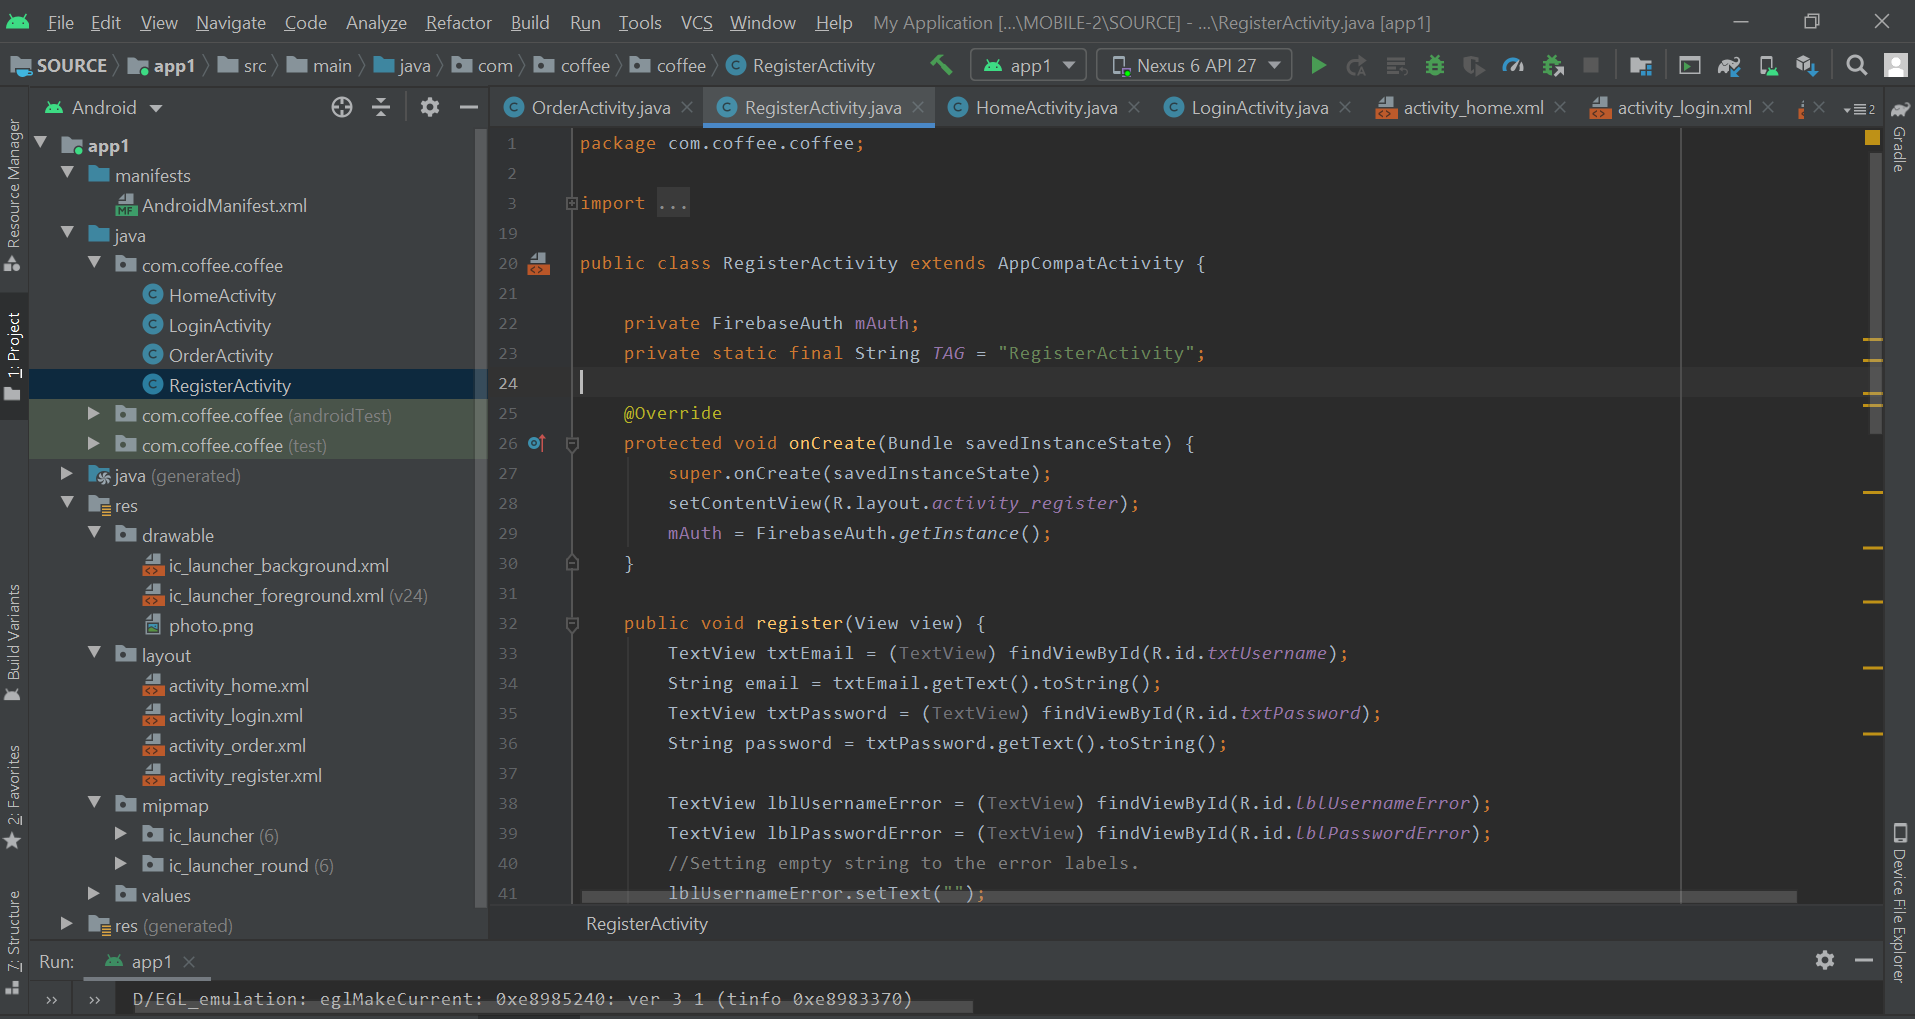 File Edit View Navigate Code Analyze Refactor Build Run Tools VCS Window Help My Application [...\MOBILE-2\SOURCE] - ...\RegisterActivity.java [app1]
SOURCE app1 src main java com coffee coffee RegisterActivity app1 Nexus 6 API 27
Android
OrderActivity.java RegisterActivity.java HomeActivity.java LoginActivity.java activity_home.xml activity_login.xml 2
Resource Manager
1: Project
Build Variants
2: Favorites
7: Structure
app1
manifests
AndroidManifest.xml
MF
java
com.coffee.coffee
HomeActivity
LoginActivity
OrderActivity
RegisterActivity
com.coffee.coffee (androidTest)
com.coffee.coffee (test)
java (generated)
res
drawable
ic_launcher_background.xml
ic_launcher_foreground.xml (v24)
photo.png
layout
activity_home.xml
activity_login.xml
activity_order.xml
activity_register.xml
mipmap
ic_launcher (6)
ic_launcher_round (6)
values
res (generated)
1 package com.coffee.coffee;
2
3 import ...
19
20 public class RegisterActivity extends AppCompatActivity {
21
22 private FirebaseAuth mAuth;
23 private static final String TAG = "RegisterActivity";
24
25 @Override
26 protected void onCreate(Bundle savedInstanceState) {
27 super.onCreate(savedInstanceState);
28 setContentView(R.layout.activity_register);
29 mAuth = FirebaseAuth.getInstance();
30 }
31
32 public void register(View view) {
33 TextView txtEmail = (TextView) findViewById(R.id.txtUsername);
34 String email = txtEmail.getText().toString();
35 TextView txtPassword = (TextView) findViewById(R.id.txtPassword);
36 String password = txtPassword.getText().toString();
37
38 TextView lblUsernameError = (TextView) findViewById(R.id.lblUsernameError);
39 TextView lblPasswordError = (TextView) findViewById(R.id.lblPasswordError);
40 //Setting empty string to the error labels.
41 lblUsernameError.setText("");
RegisterActivity
Gradle
Device File Explorer
Run: app1
D/EGL_emulation: eglMakeCurrent: 0xe8985240: ver 3 1 (tinfo 0xe8983370)